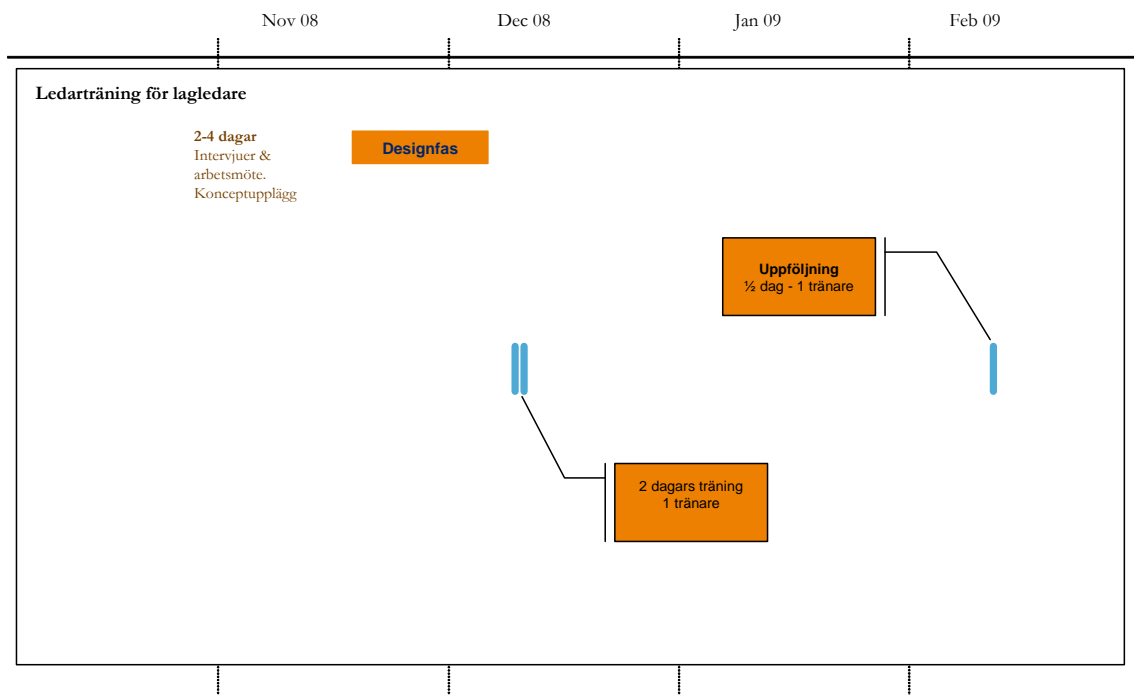 Nov 08
Dec 08
Jan 09
Feb 09
Ledarträning för lagledare
2-4 dagar
Intervjuer &
arbetsmöte.
Konceptupplägg
Designfas
Uppföljning
½ dag - 1 tränare
2 dagars träning
1 tränare